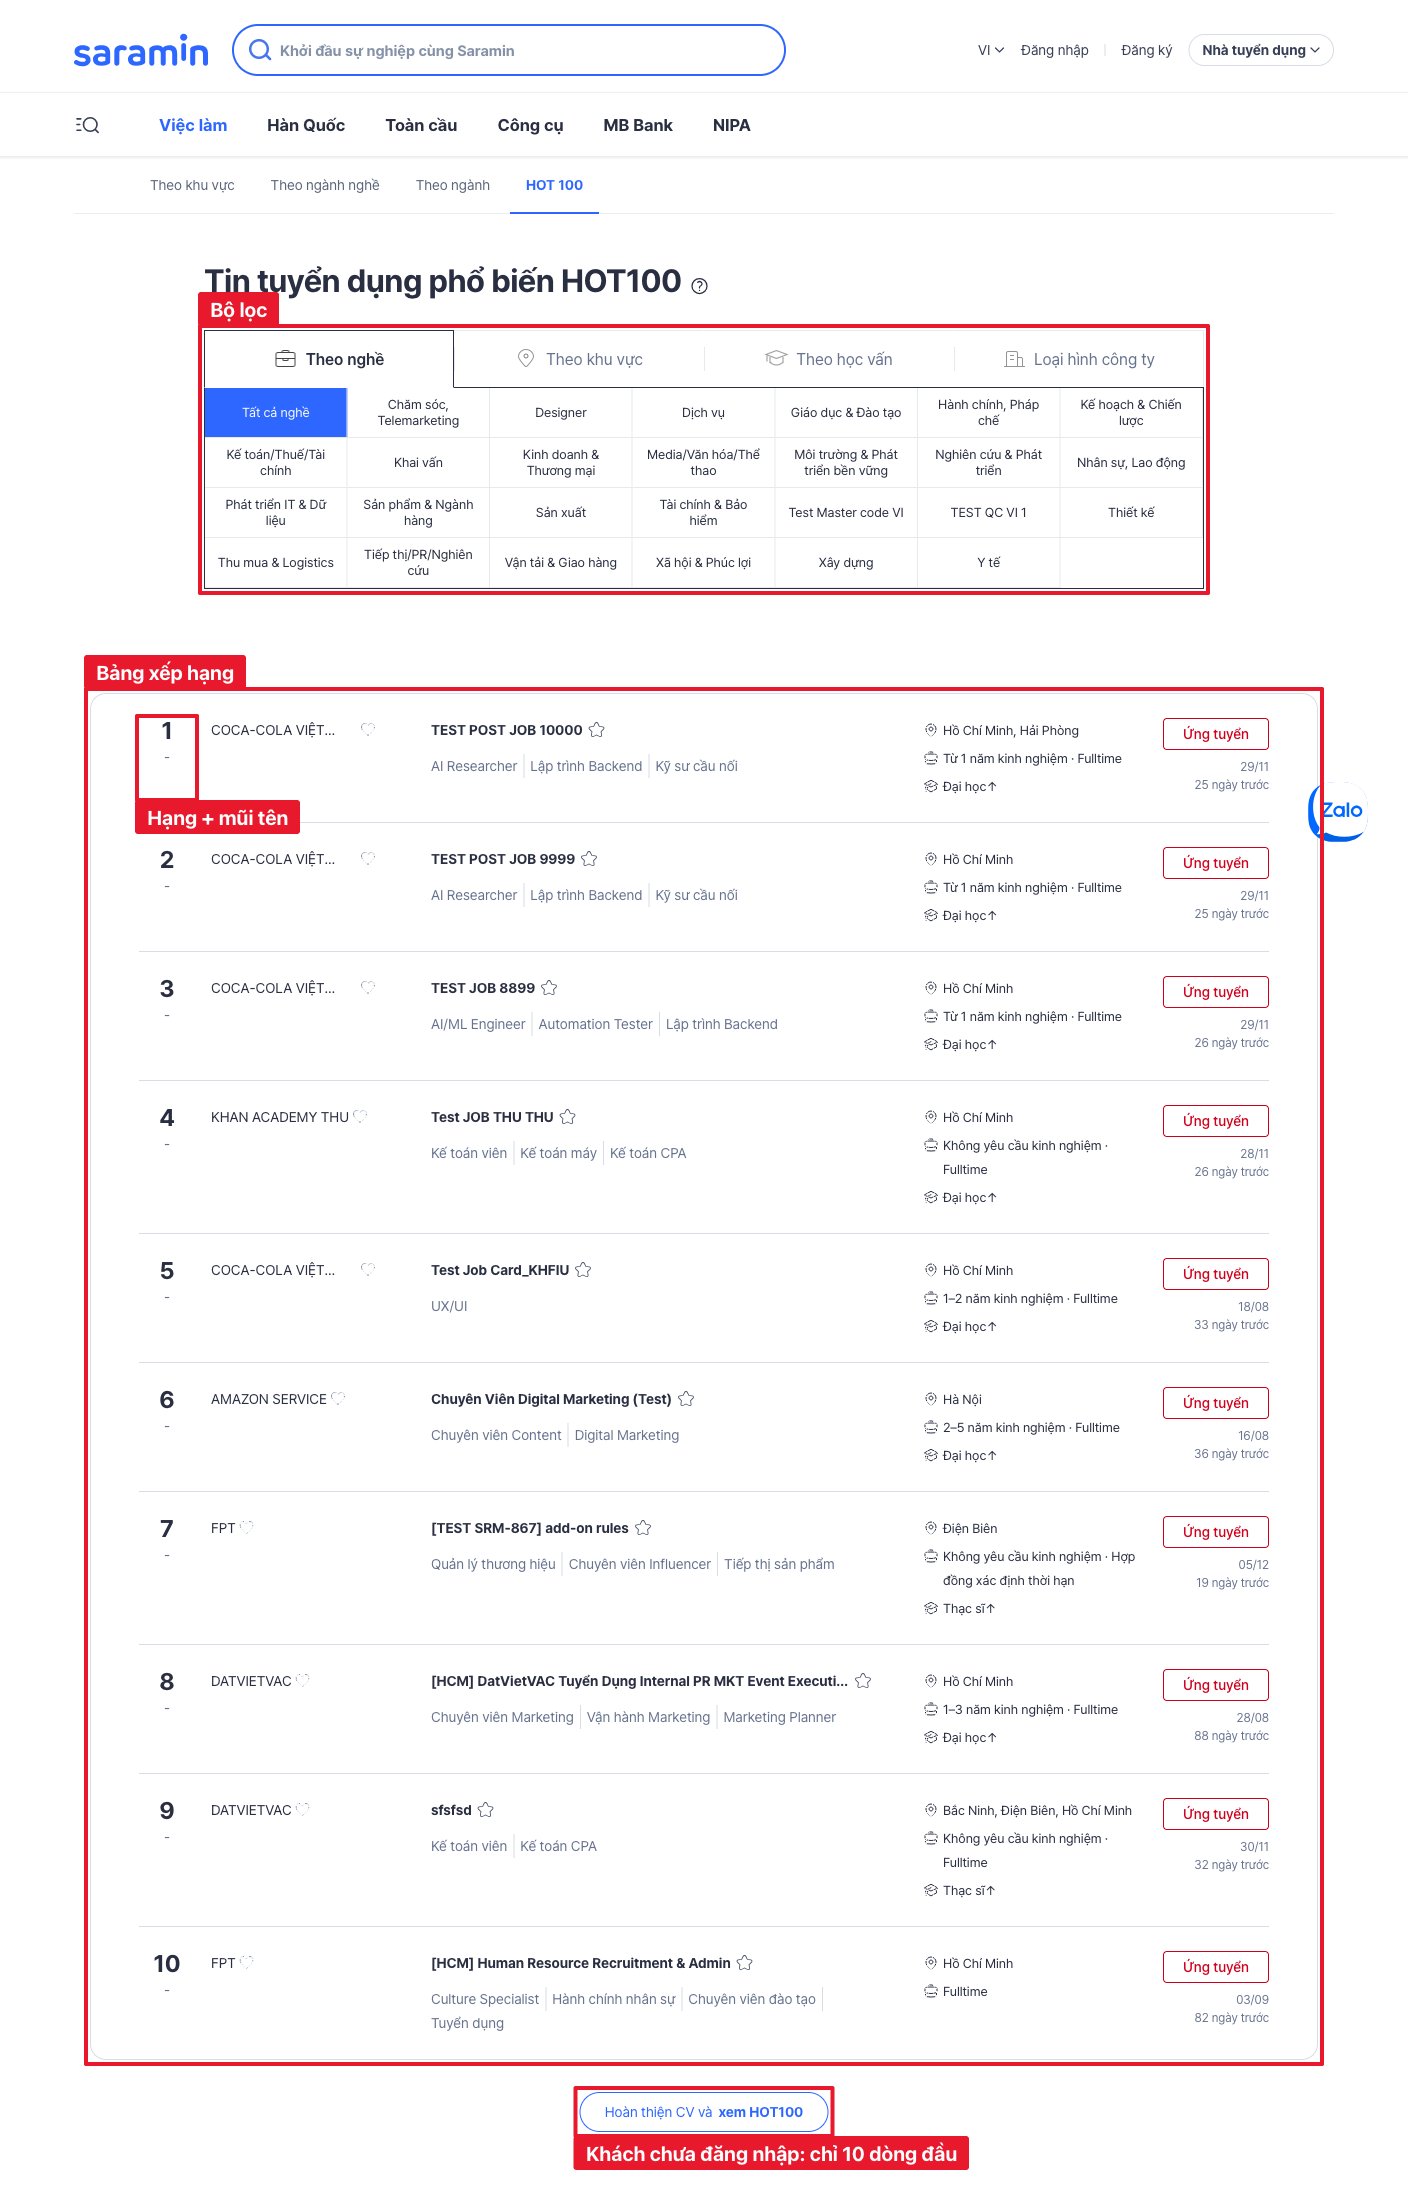 saramin
Khởi đầu sự nghiệp cùng Saramin
VI
Đăng nhập
Đăng ký
Nhà tuyển dụng
Việc làm
Hàn Quốc
Toàn cầu
Công cụ
MB Bank
NIPA
Theo khu vực
Theo ngành nghề
Theo ngành
HOT 100
Tin tuyển dụng phổ biến HOT100
Bộ lọc
Theo nghề
Theo khu vực
Theo học vấn
Loại hình công ty
Tất cả nghề
Chăm sóc,
Telemarketing
Designer
Dịch vụ
Giáo dục & Đào tạo
Hành chính, Pháp
chế
Kế hoạch & Chiến
lược
Kế toán/Thuế/Tài
chính
Khai vấn
Kinh doanh &
Thương mại
Media/Văn hóa/Thể
thao
Môi trường & Phát
triển bền vững
Nghiên cứu & Phát
triển
Nhân sự, Lao động
Phát triển IT & Dữ
liệu
Sản phẩm & Ngành
hàng
Sản xuất
Tài chính & Bảo
hiểm
Test Master code VI
TEST QC VI 1
Thiết kế
Thu mua & Logistics
Tiếp thị/PR/Nghiên
cứu
Vận tải & Giao hàng
Xã hội & Phúc lợi
Xây dựng
Y tế
Bảng xếp hạng
1
-
COCA-COLA VIỆT...
TEST POST JOB 10000
AI Researcher
Lập trình Backend
Kỹ sư cầu nối
Hồ Chí Minh, Hải Phòng
Từ 1 năm kinh nghiệm · Fulltime
Đại học↑
Ứng tuyển
29/11
25 ngày trước
Hạng + mũi tên
Zalo
2
-
COCA-COLA VIỆT...
TEST POST JOB 9999
AI Researcher
Lập trình Backend
Kỹ sư cầu nối
Hồ Chí Minh
Từ 1 năm kinh nghiệm · Fulltime
Đại học↑
Ứng tuyển
29/11
25 ngày trước
3
-
COCA-COLA VIỆT...
TEST JOB 8899
AI/ML Engineer
Automation Tester
Lập trình Backend
Hồ Chí Minh
Từ 1 năm kinh nghiệm · Fulltime
Đại học↑
Ứng tuyển
29/11
26 ngày trước
4
-
KHAN ACADEMY THU
Test JOB THU THU
Kế toán viên
Kế toán máy
Kế toán CPA
Hồ Chí Minh
Không yêu cầu kinh nghiệm ·
Fulltime
Đại học↑
Ứng tuyển
28/11
26 ngày trước
5
-
COCA-COLA VIỆT...
Test Job Card_KHFIU
UX/UI
Hồ Chí Minh
1–2 năm kinh nghiệm · Fulltime
Đại học↑
Ứng tuyển
18/08
33 ngày trước
6
-
AMAZON SERVICE
Chuyên Viên Digital Marketing (Test)
Chuyên viên Content
Digital Marketing
Hà Nội
2–5 năm kinh nghiệm · Fulltime
Đại học↑
Ứng tuyển
16/08
36 ngày trước
7
-
FPT
[TEST SRM-867] add-on rules
Quản lý thương hiệu
Chuyên viên Influencer
Tiếp thị sản phẩm
Điện Biên
Không yêu cầu kinh nghiệm · Hợp
đồng xác định thời hạn
Thạc sĩ↑
Ứng tuyển
05/12
19 ngày trước
8
-
DATVIETVAC
[HCM] DatVietVAC Tuyển Dụng Internal PR MKT Event Executi...
Chuyên viên Marketing
Vận hành Marketing
Marketing Planner
Hồ Chí Minh
1–3 năm kinh nghiệm · Fulltime
Đại học↑
Ứng tuyển
28/08
88 ngày trước
9
-
DATVIETVAC
sfsfsd
Kế toán viên
Kế toán CPA
Bắc Ninh, Điện Biên, Hồ Chí Minh
Không yêu cầu kinh nghiệm ·
Fulltime
Thạc sĩ↑
Ứng tuyển
30/11
32 ngày trước
10
-
FPT
[HCM] Human Resource Recruitment & Admin
Culture Specialist
Hành chính nhân sự
Chuyên viên đào tạo
Tuyển dụng
Hồ Chí Minh
Fulltime
Ứng tuyển
03/09
82 ngày trước
Hoàn thiện CV và xem HOT100
Khách chưa đăng nhập: chỉ 10 dòng đầu